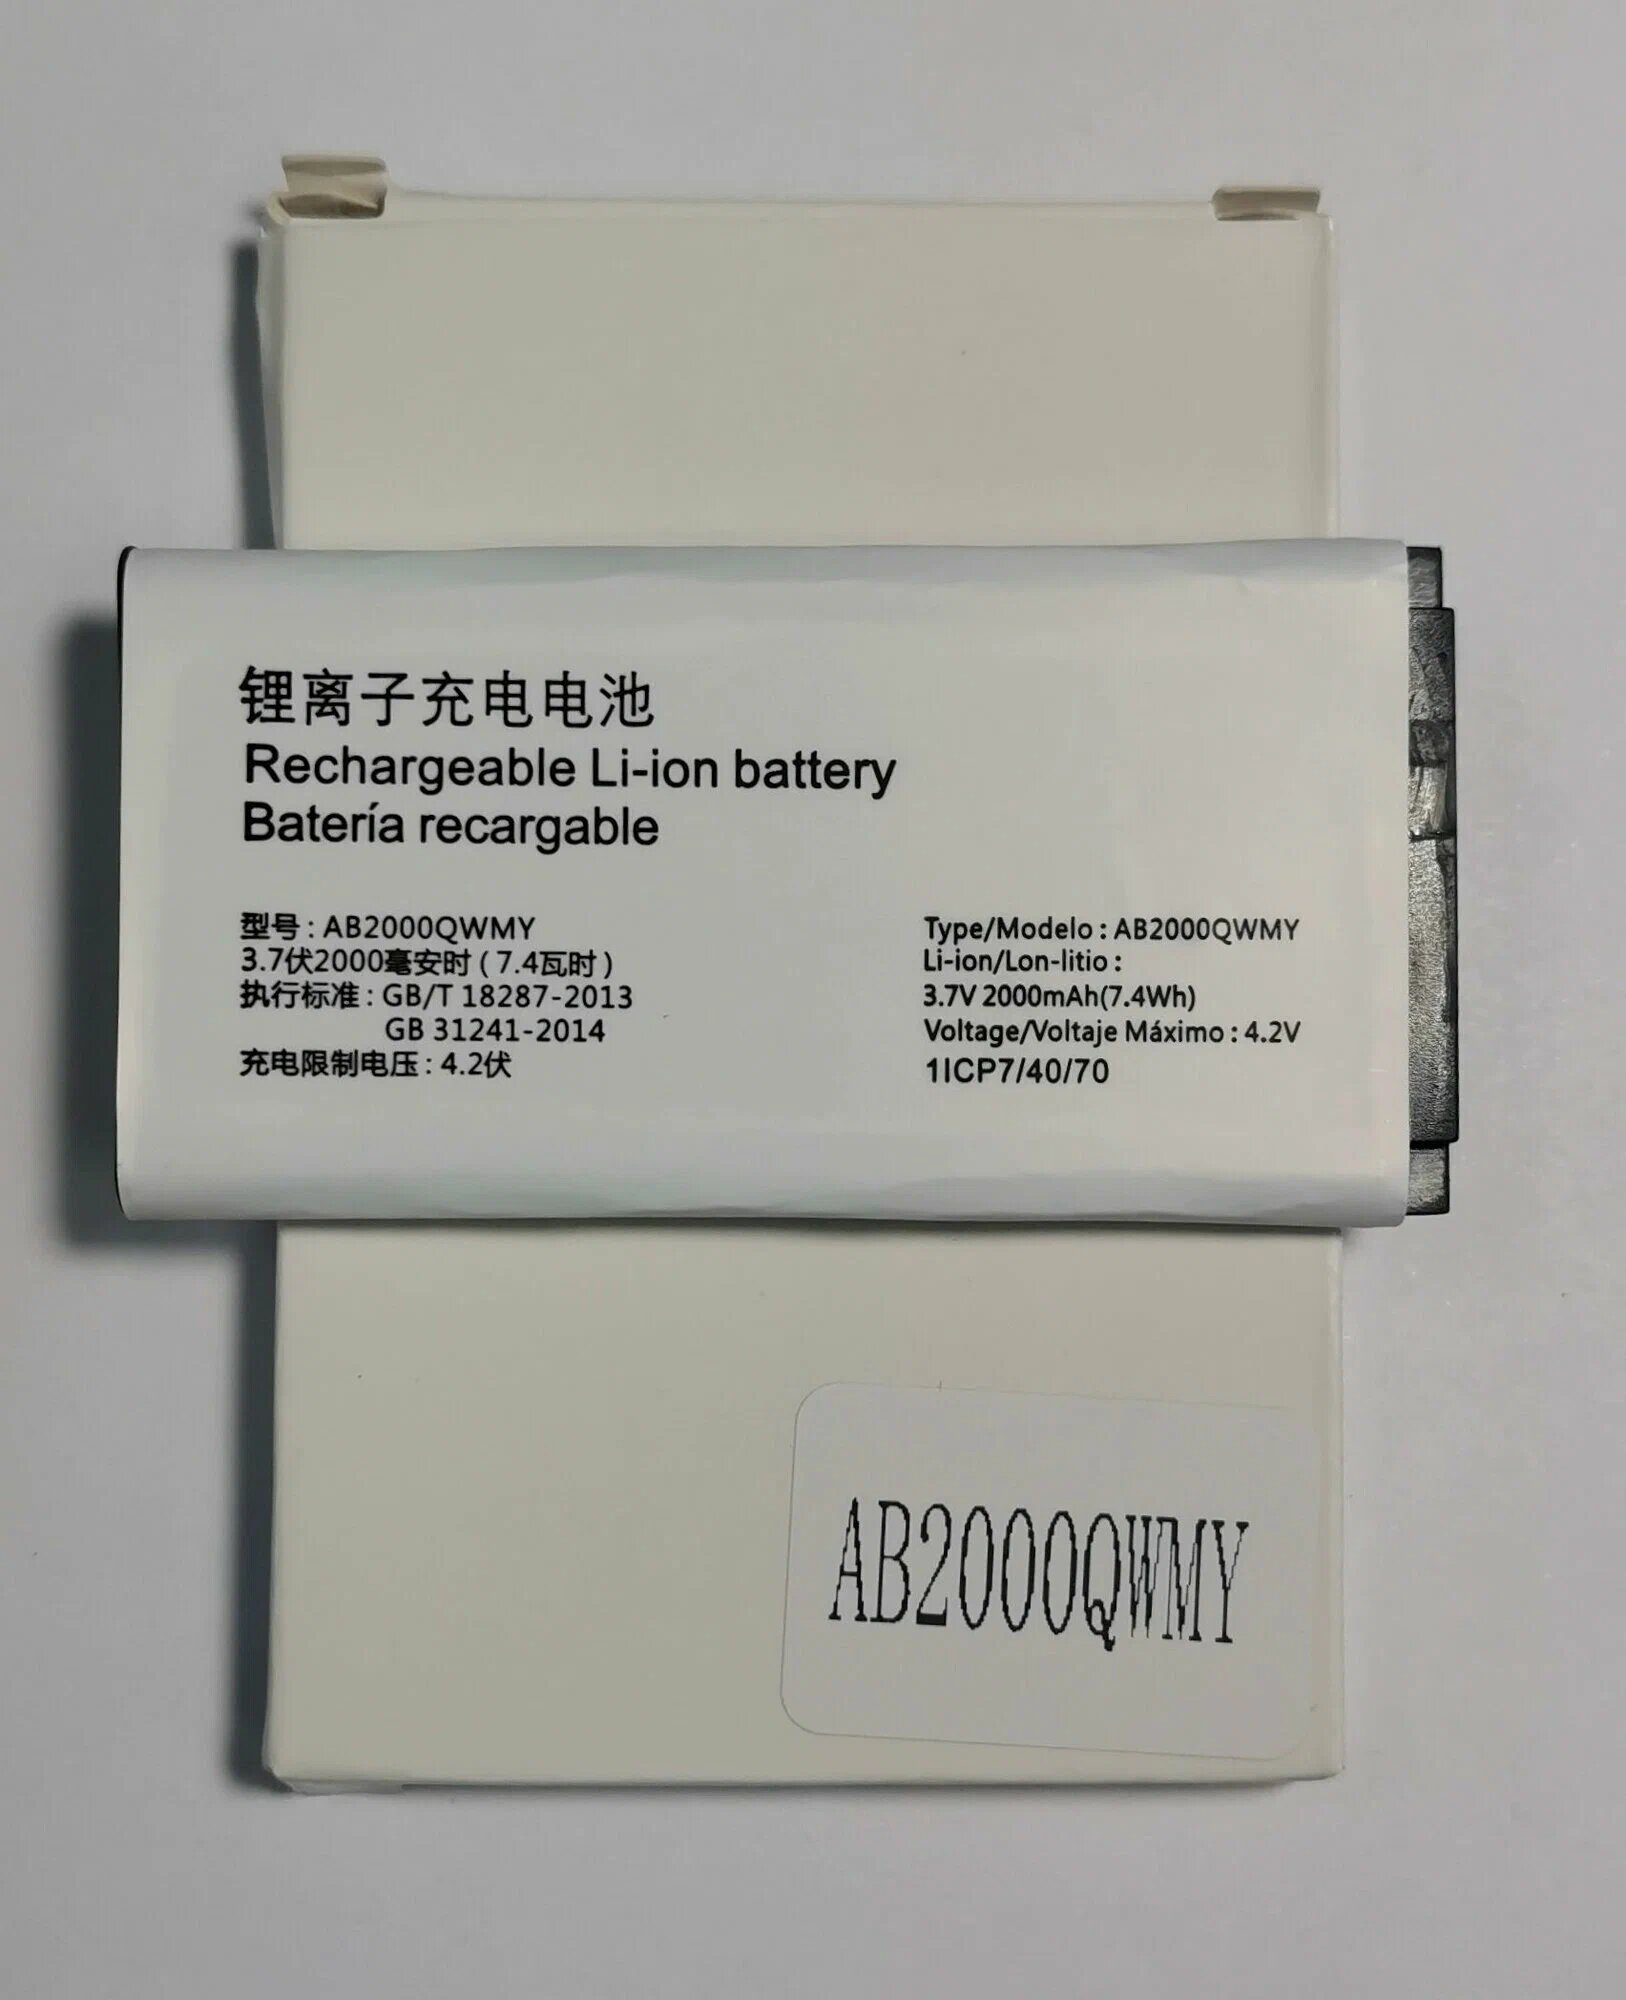 锂离子充电电池
Rechargeable Li-ion battery
Batería recargable
型号 : AB2000QWMY
3.7伏2000毫安时 ( 7.4瓦时 )
执行标准 : GB/T 18287-2013
GB 31241-2014
充电限制电压 : 4.2伏
Type/Modelo : AB2000QWMY
Li-ion/Lon-litio :
3.7V 2000mAh(7.4Wh)
Voltage/Voltaje Máximo : 4.2V
1ICP7/40/70
AB2000QWMY